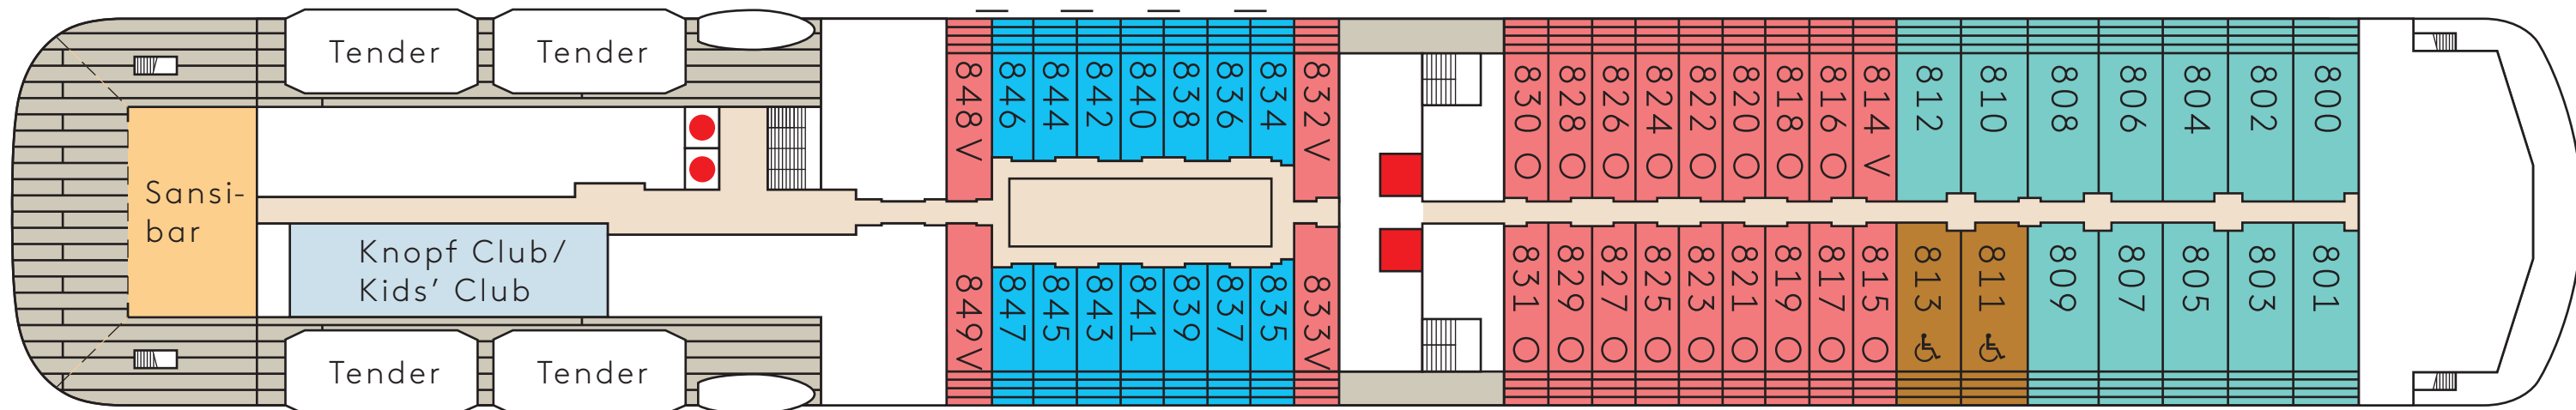 Tender
Tender
848 V
846
844
842
840
838
836
834
832 V
830 O
828 O
826 O
824 O
822 O
820 O
818 O
816 O
814 V
812
810
808
806
804
802
800
Sansi-
bar
Knopf Club/
Kids’ Club
849 V
847
845
843
841
839
837
835
833 V
831 O
829 O
827 O
825 O
823 O
821 O
819 O
817 O
815 O
813
811
809
807
805
803
801
Tender
Tender